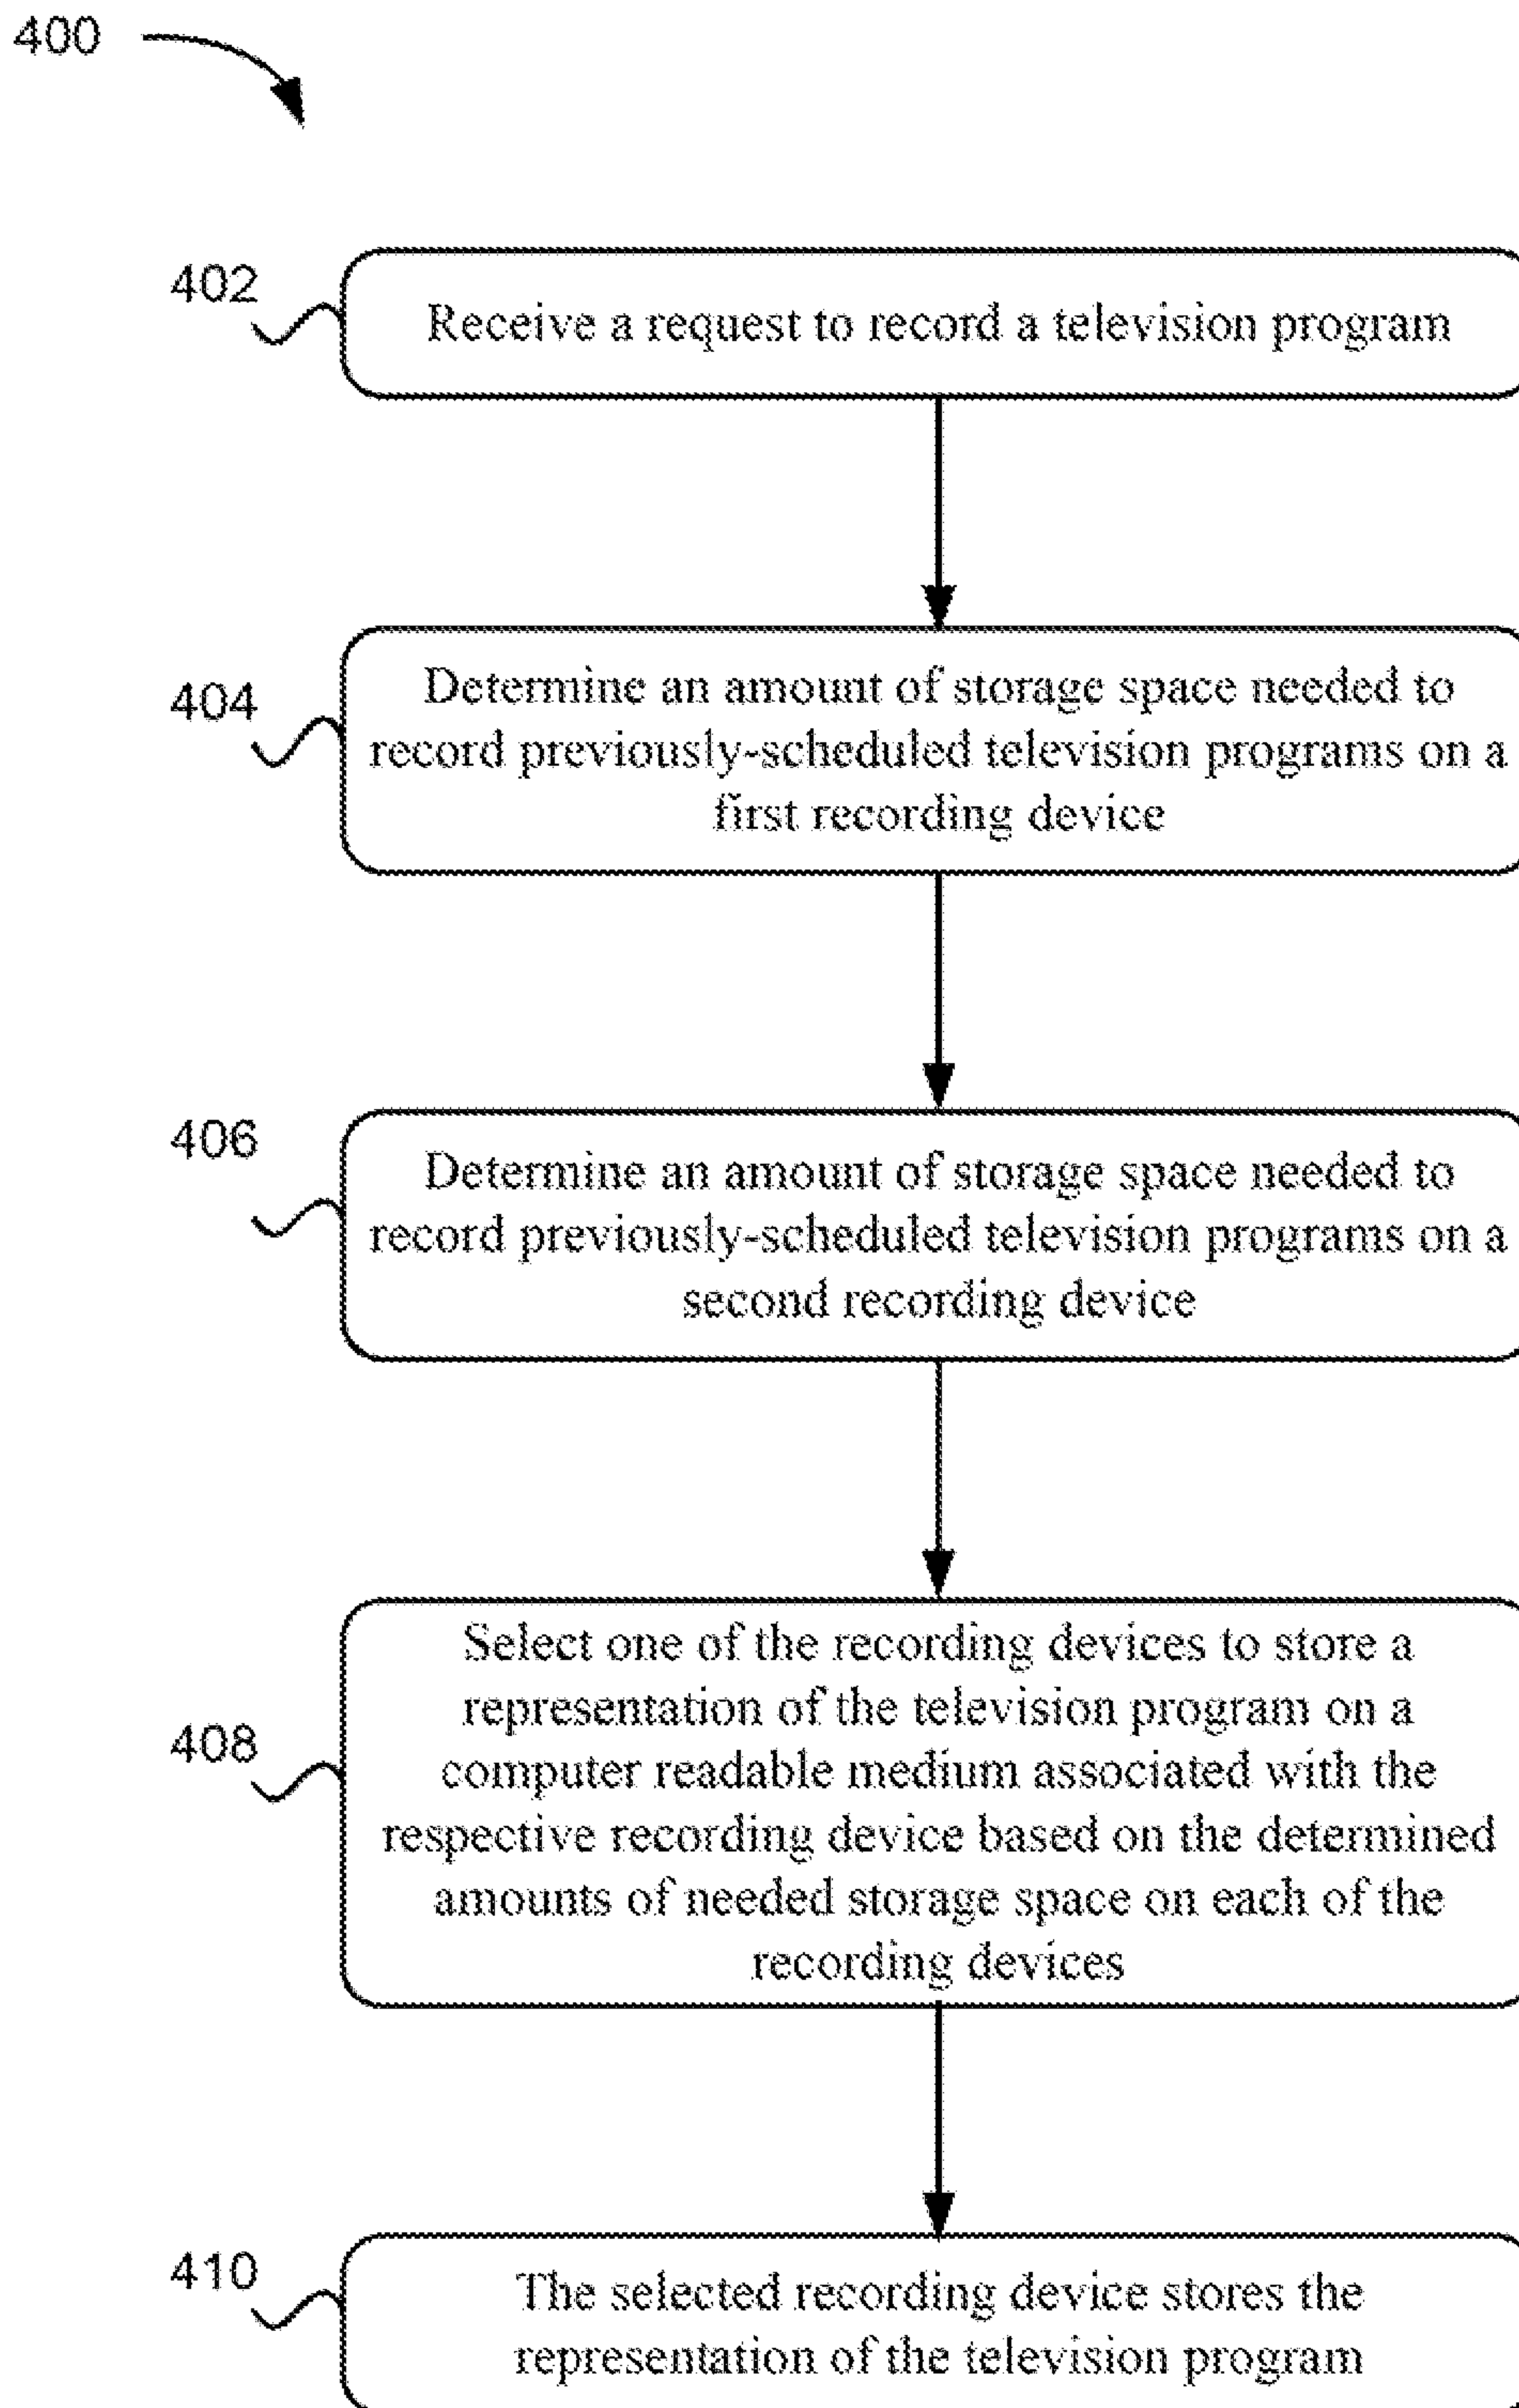 400
402
Receive a request to record a television program
404
Determine an amount of storage space needed to
record previously-scheduled television programs on a
first recording device
406
Determine an amount of storage space needed to
record previously-scheduled television programs on a
second recording device
408
Select one of the recording devices to store a
representation of the television program on a
computer readable medium associated with the
respective recording device based on the determined
amounts of needed storage space on each of the
recording devices
410
The selected recording device stores the
representation of the television program